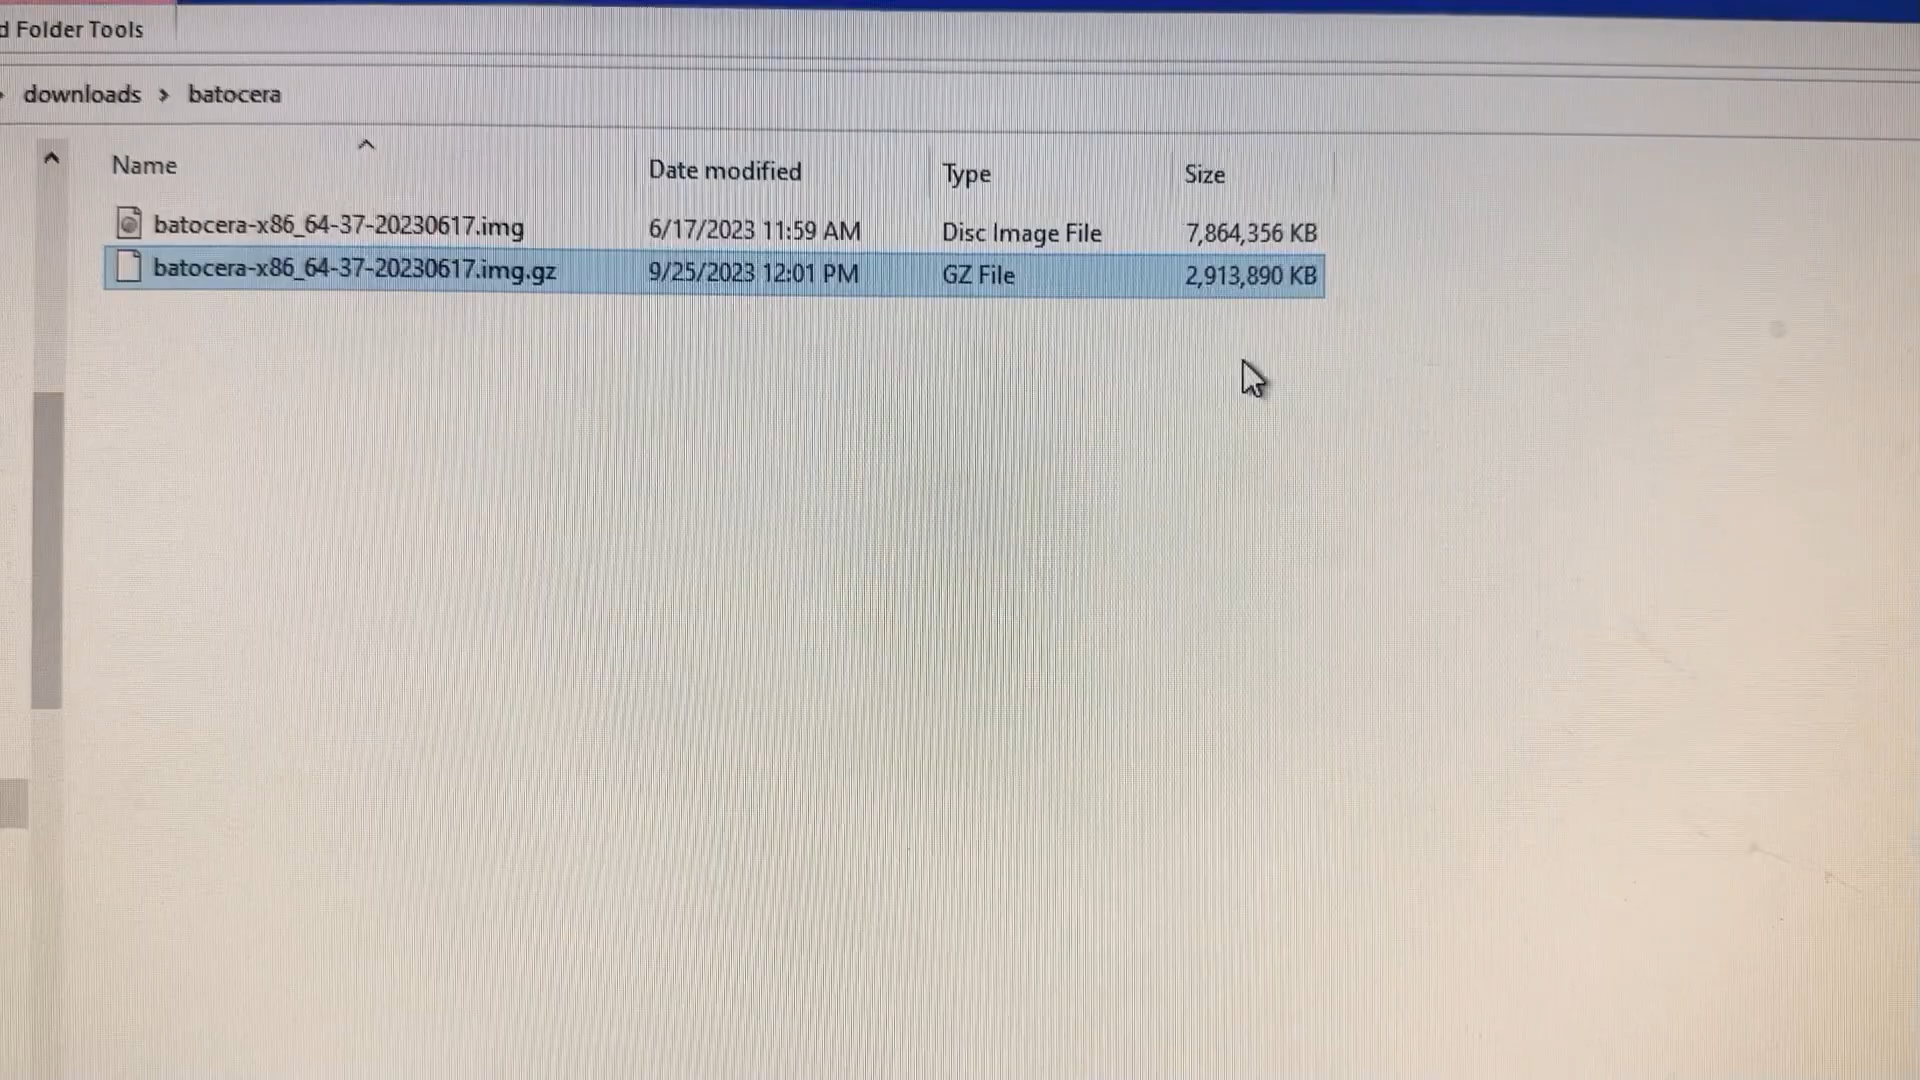 d Folder Tools
downloads > batocera
Name Date modified Type Size
batocera-x86_64-37-20230617.img 6/17/2023 11:59 AM Disc Image File 7,864,356 KB
batocera-x86_64-37-20230617.img.gz 9/25/2023 12:01 PM GZ File 2,913,890 KB